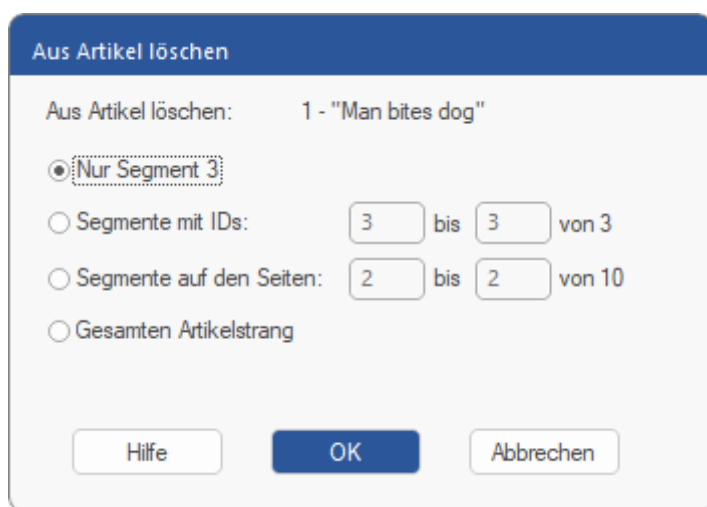 Aus Artikel löschen
Aus Artikel löschen: 1 - "Man bites dog"
Nur Segment 3
Segmente mit IDs: 3 bis 3 von 3
Segmente auf den Seiten: 2 bis 2 von 10
Gesamten Artikelstrang
Hilfe OK Abbrechen